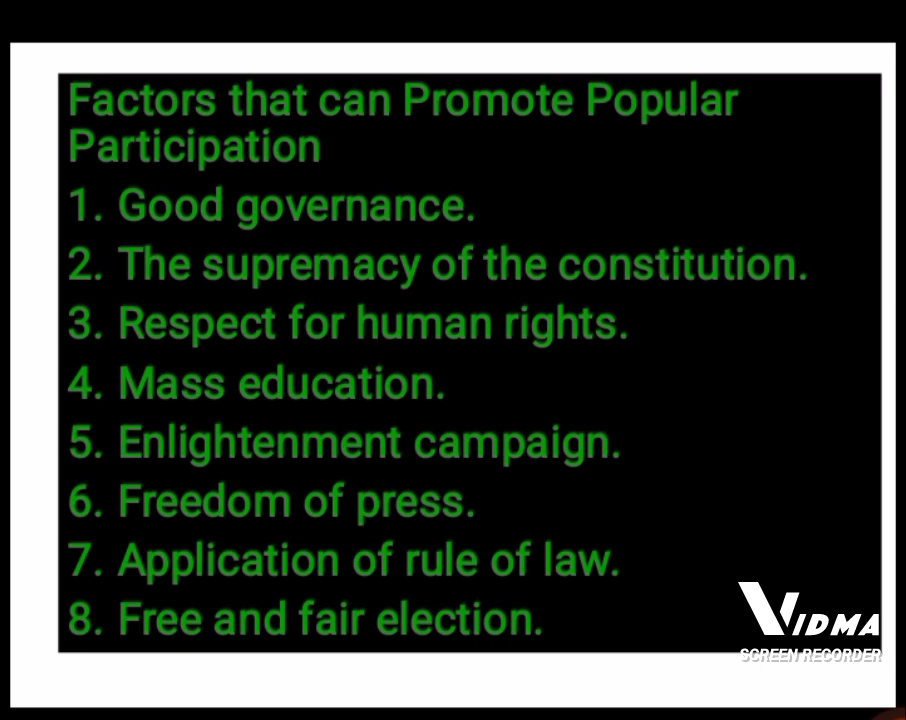 Factors that can Promote Popular
Participation
1. Good governance.
2. The supremacy of the constitution.
3. Respect for human rights.
4. Mass education.
5. Enlightenment campaign.
6. Freedom of press.
7. Application of rule of law.
8. Free and fair election.
VIDMA
SCREEN RECORDER